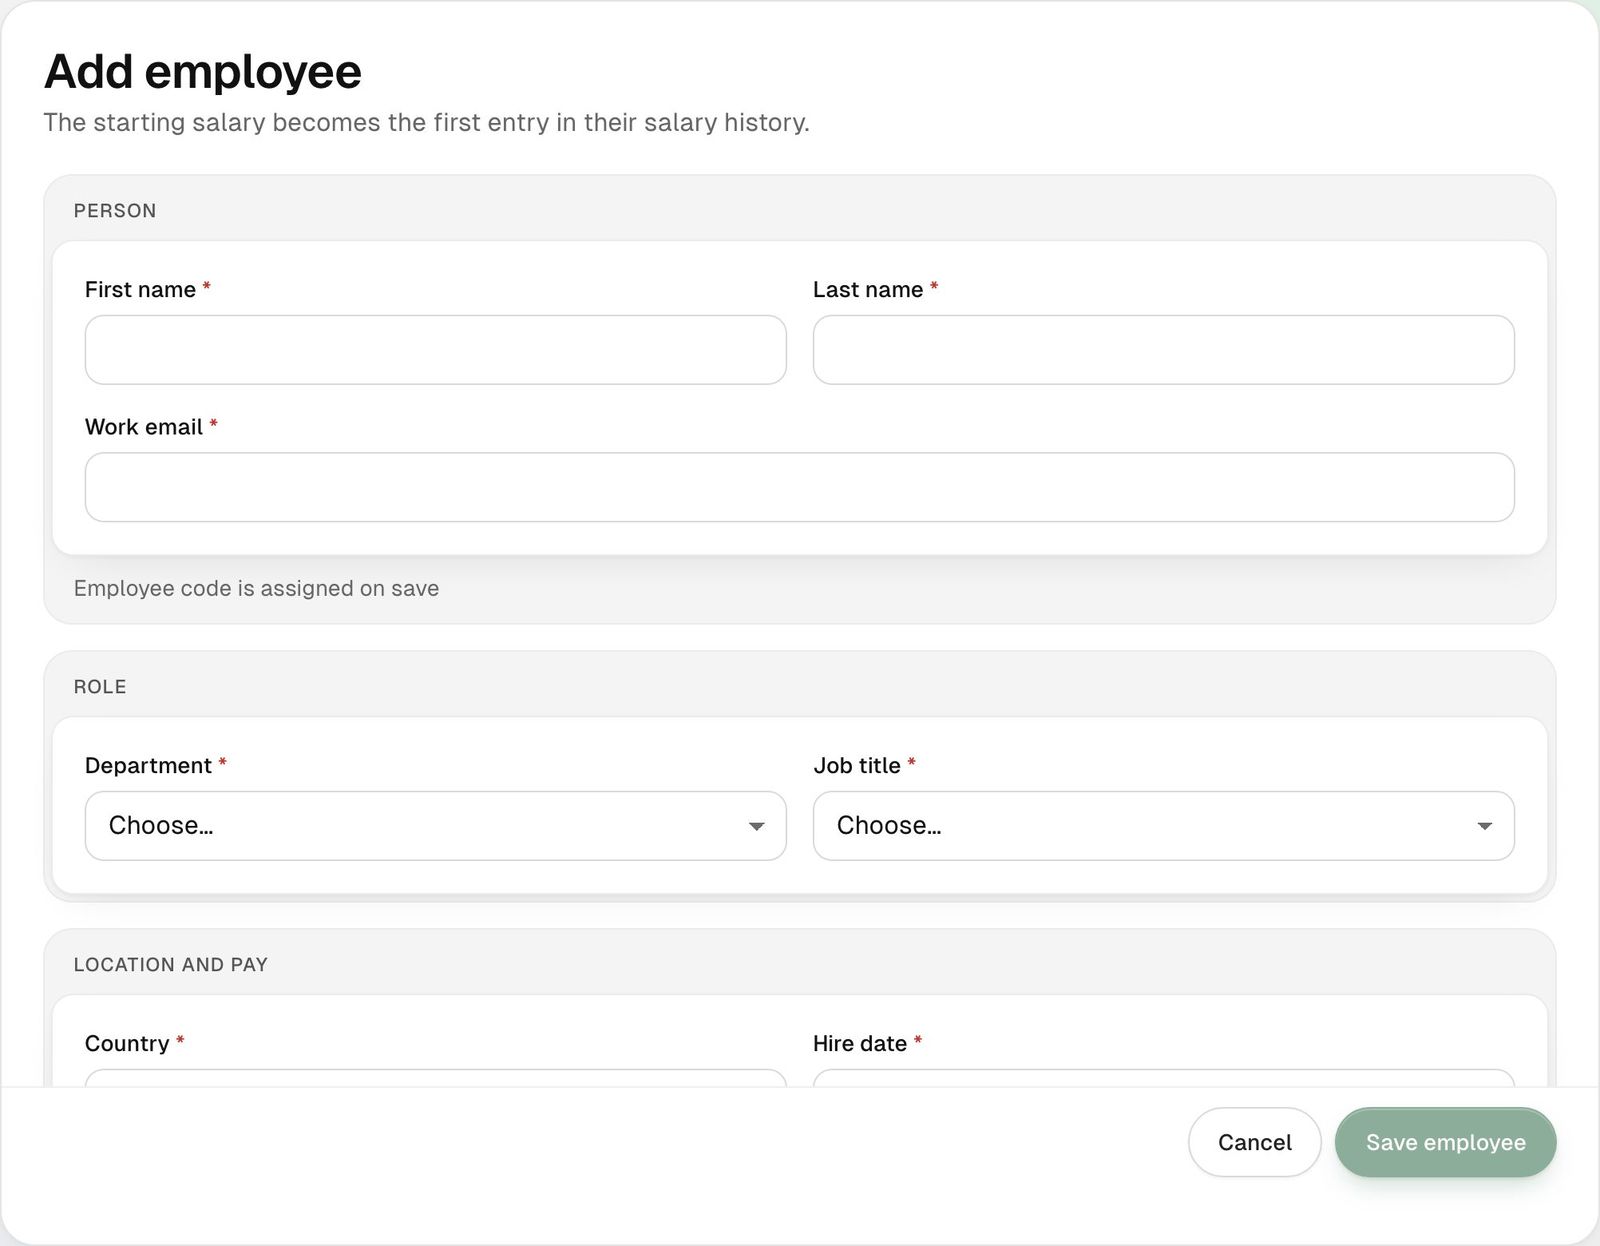 Add employee
The starting salary becomes the first entry in their salary history.
PERSON
First name *
Last name *
Work email *
Employee code is assigned on save
ROLE
Department *
Job title *
Choose...
Choose...
LOCATION AND PAY
Country *
Hire date *
Cancel
Save employee